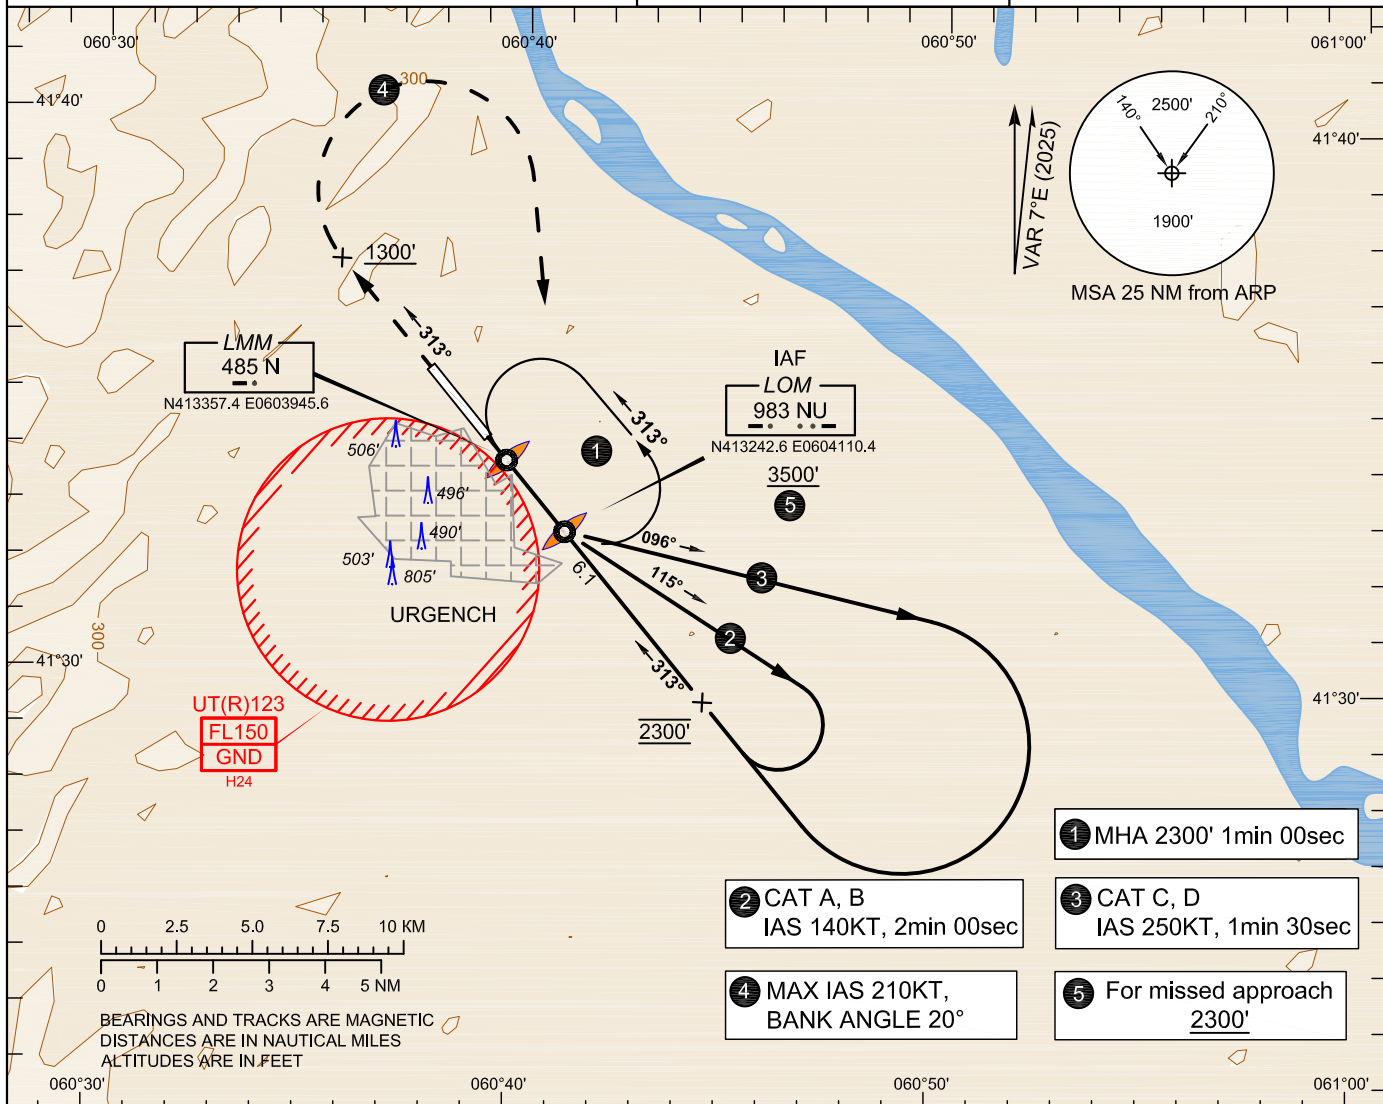 060°30'
060°40'
060°50'
061°00'
41°40'
4
300
140°
2500'
210°
41°40'
VAR 7°E (2025)
1900'
MSA 25 NM from ARP
1300'
313°
LMM
485 N
N413357.4 E0603945.6
IAF
LOM
983 NU
N413242.6 E0604110.4
3500'
5
313°
1
506'
496'
490'
503'
805'
URGENCH
096°
3
115°
2
6.1
313°
2300'
300
41°30'
41°30'
UT(R)123
FL150
GND
H24
1 MHA 2300' 1min 00sec
2 CAT A, B
IAS 140KT, 2min 00sec
3 CAT C, D
IAS 250KT, 1min 30sec
4 MAX IAS 210KT,
BANK ANGLE 20°
5 For missed approach
2300'
0 2.5 5.0 7.5 10 KM
0 1 2 3 4 5 NM
BEARINGS AND TRACKS ARE MAGNETIC
DISTANCES ARE IN NAUTICAL MILES
ALTITUDES ARE IN FEET
060°30'
060°40'
060°50'
061°00'